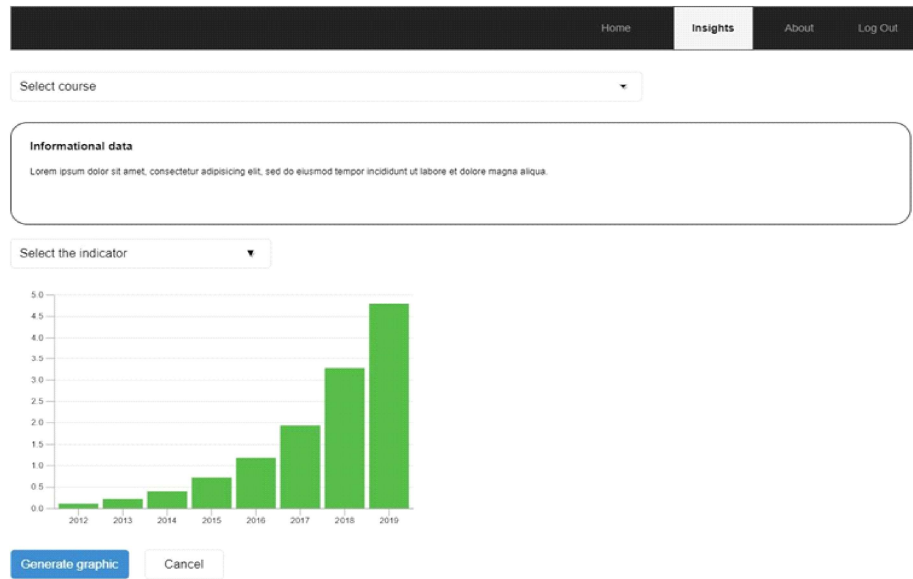 Home Insights About Log Out
Select course
Informational data
Lorem ipsum dolor sit amet, consectetur adipisicing elit, sed do eiusmod tempor incididunt ut labore et dolore magna aliqua.
Select the indicator
5.0
4.5
4.0
3.5
3.0
2.5
2.0
1.5
1.0
0.5
0.0
2012 2013 2014 2015 2016 2017 2018 2019
Generate graphic Cancel